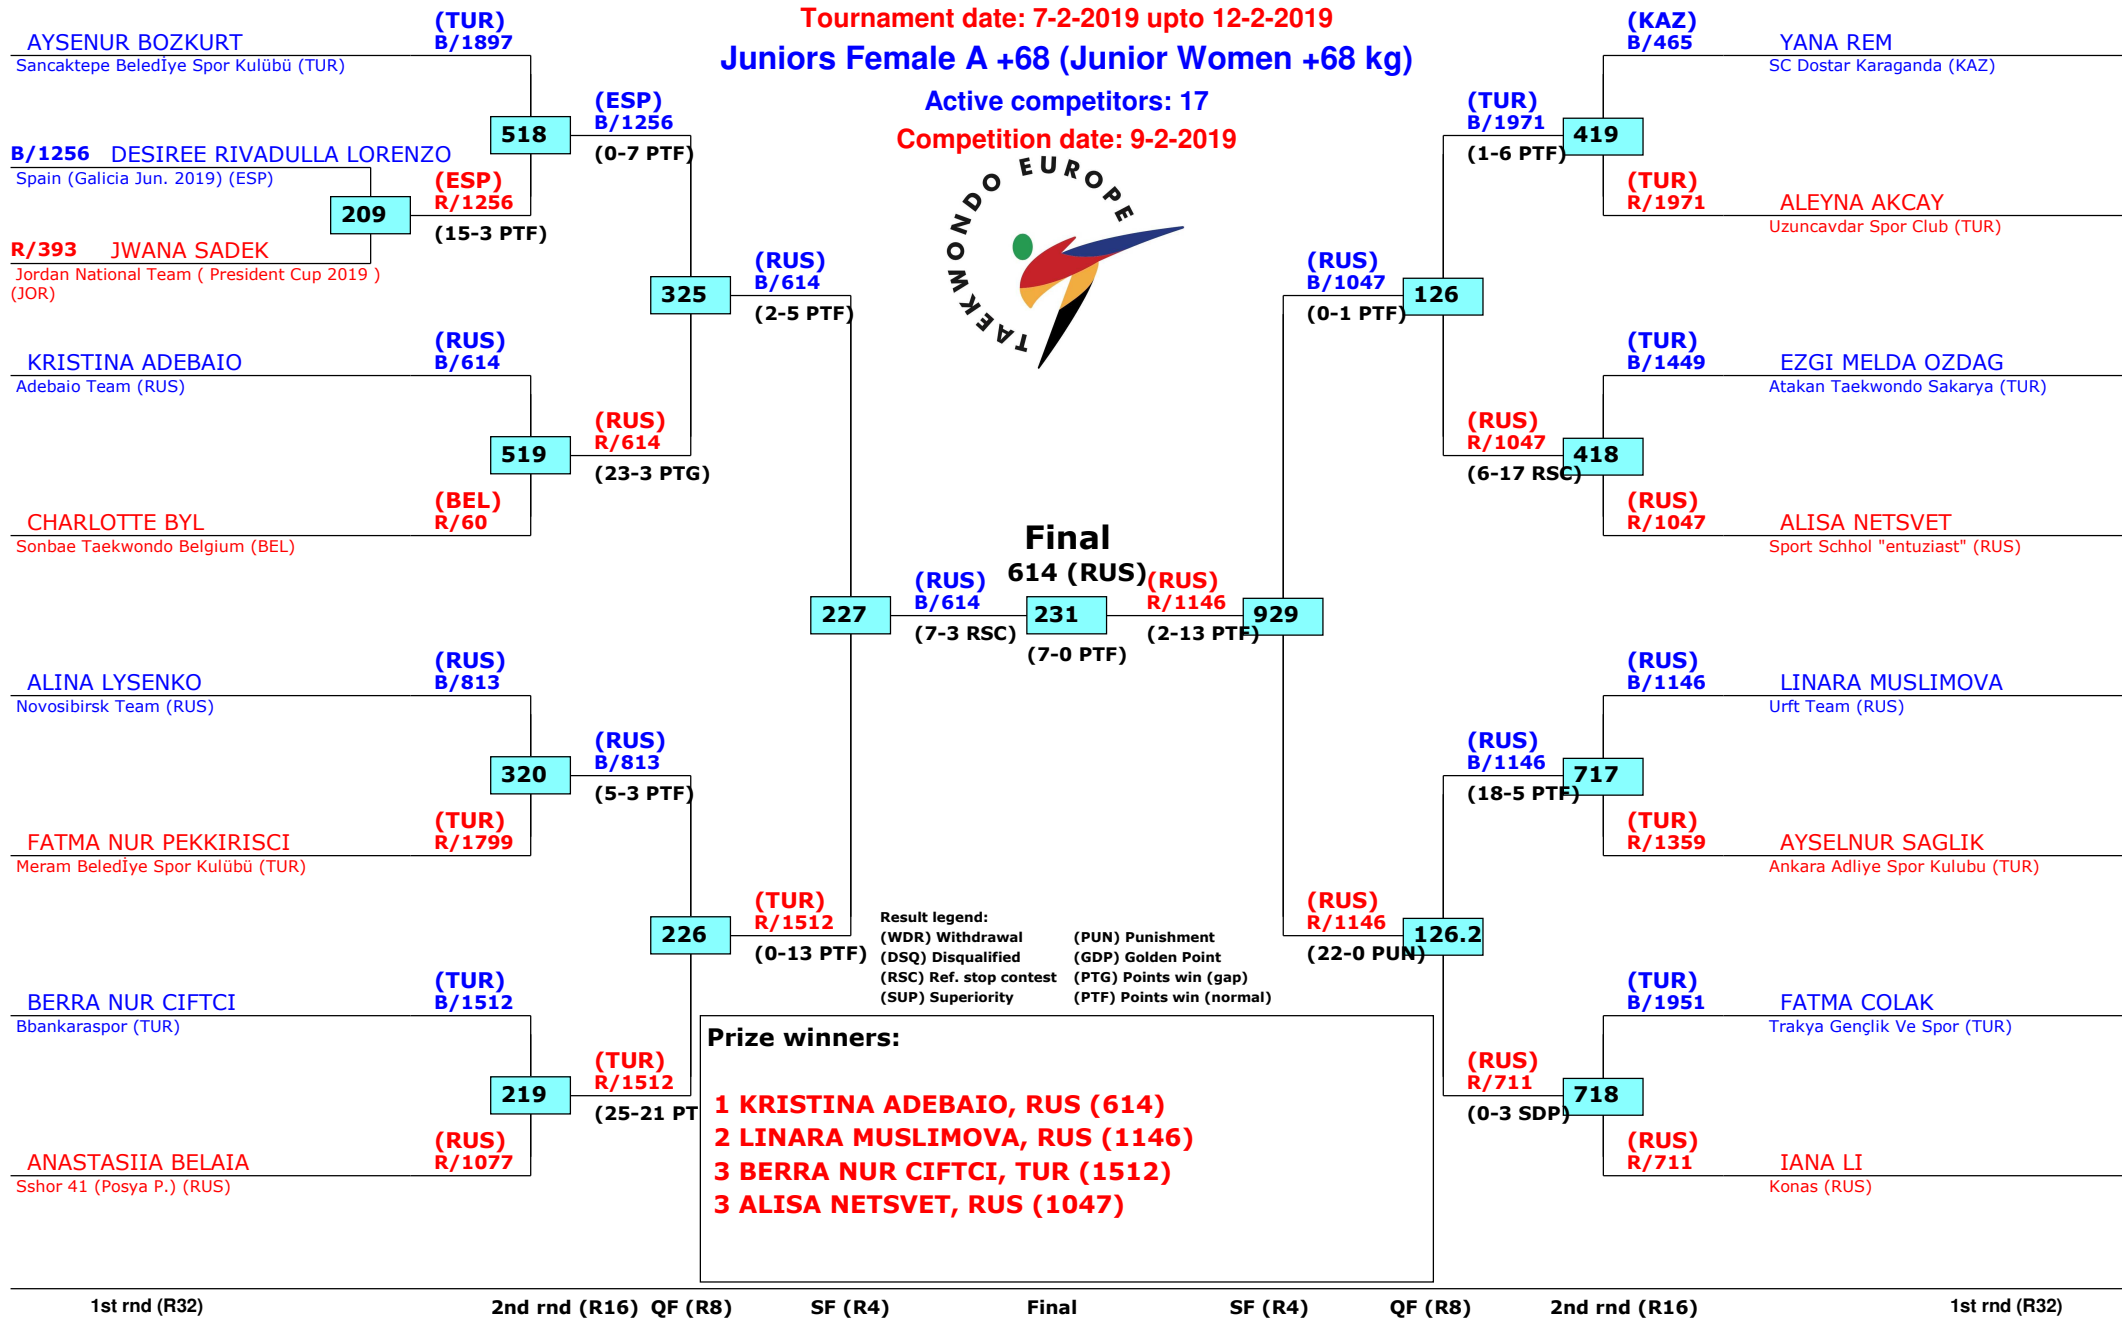 Tournament date: 7-2-2019 upto 12-2-2019
Juniors Female A +68 (Junior Women +68 kg)
Active competitors: 17
Competition date: 9-2-2019
TAEKWONDO EUROPE
(TUR)
AYSENUR BOZKURT B/1897
Sancaktepe Beledİye Spor Kulübü (TUR)
518
(ESP)
B/1256
(0-7 PTF)
B/1256 DESIREE RIVADULLA LORENZO
Spain (Galicia Jun. 2019) (ESP)
209
(ESP)
R/1256
(15-3 PTF)
R/393 JWANA SADEK
Jordan National Team ( President Cup 2019 )
(JOR)
325
(RUS)
B/614
(2-5 PTF)
(RUS)
KRISTINA ADEBAIO B/614
Adebaio Team (RUS)
519
(RUS)
R/614
(23-3 PTG)
(BEL)
CHARLOTTE BYL R/60
Sonbae Taekwondo Belgium (BEL)
227
(RUS)
B/614
(7-3 RSC)
Final
614 (RUS)
231
(7-0 PTF)
(RUS)
R/1146
(2-13 PTF)
929
(RUS)
ALINA LYSENKO B/813
Novosibirsk Team (RUS)
320
(RUS)
B/813
(5-3 PTF)
(TUR)
FATMA NUR PEKKIRISCI R/1799
Meram Beledİye Spor Kulübü (TUR)
226
(TUR)
R/1512
(0-13 PTF)
(TUR)
BERRA NUR CIFTCI B/1512
Bbankaraspor (TUR)
219
(TUR)
R/1512
(25-21 PT
(RUS)
ANASTASIIA BELAIA R/1077
Sshor 41 (Posya P.) (RUS)
(KAZ)
B/465 YANA REM
SC Dostar Karaganda (KAZ)
(TUR)
B/1971
419
(1-6 PTF)
(TUR)
R/1971 ALEYNA AKCAY
Uzuncavdar Spor Club (TUR)
(RUS)
B/1047
126
(0-1 PTF)
(TUR)
B/1449 EZGI MELDA OZDAG
Atakan Taekwondo Sakarya (TUR)
(RUS)
R/1047
418
(6-17 RSC)
(RUS)
R/1047 ALISA NETSVET
Sport Schhol "entuziast" (RUS)
(RUS)
B/1146 LINARA MUSLIMOVA
Urft Team (RUS)
(RUS)
B/1146
717
(18-5 PTF)
(TUR)
R/1359 AYSELNUR SAGLIK
Ankara Adliye Spor Kulubu (TUR)
(RUS)
R/1146
126.2
(22-0 PUN)
(TUR)
B/1951 FATMA COLAK
Trakya Gençlik Ve Spor (TUR)
(RUS)
R/711
718
(0-3 SDP)
(RUS)
R/711 IANA LI
Konas (RUS)
Result legend:
(WDR) Withdrawal (PUN) Punishment
(DSQ) Disqualified (GDP) Golden Point
(RSC) Ref. stop contest (PTG) Points win (gap)
(SUP) Superiority (PTF) Points win (normal)
Prize winners:
1 KRISTINA ADEBAIO, RUS (614)
2 LINARA MUSLIMOVA, RUS (1146)
3 BERRA NUR CIFTCI, TUR (1512)
3 ALISA NETSVET, RUS (1047)
1st rnd (R32) 2nd rnd (R16) QF (R8) SF (R4) Final SF (R4) QF (R8) 2nd rnd (R16) 1st rnd (R32)